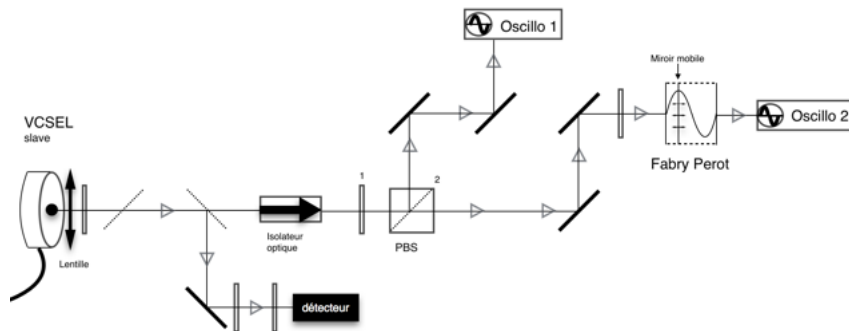 Oscillo 1
Miroir mobile
VCSEL
slave
Oscillo 2
1
2
Fabry Perot
Isolateur
optique
PBS
Lentille
détecteur